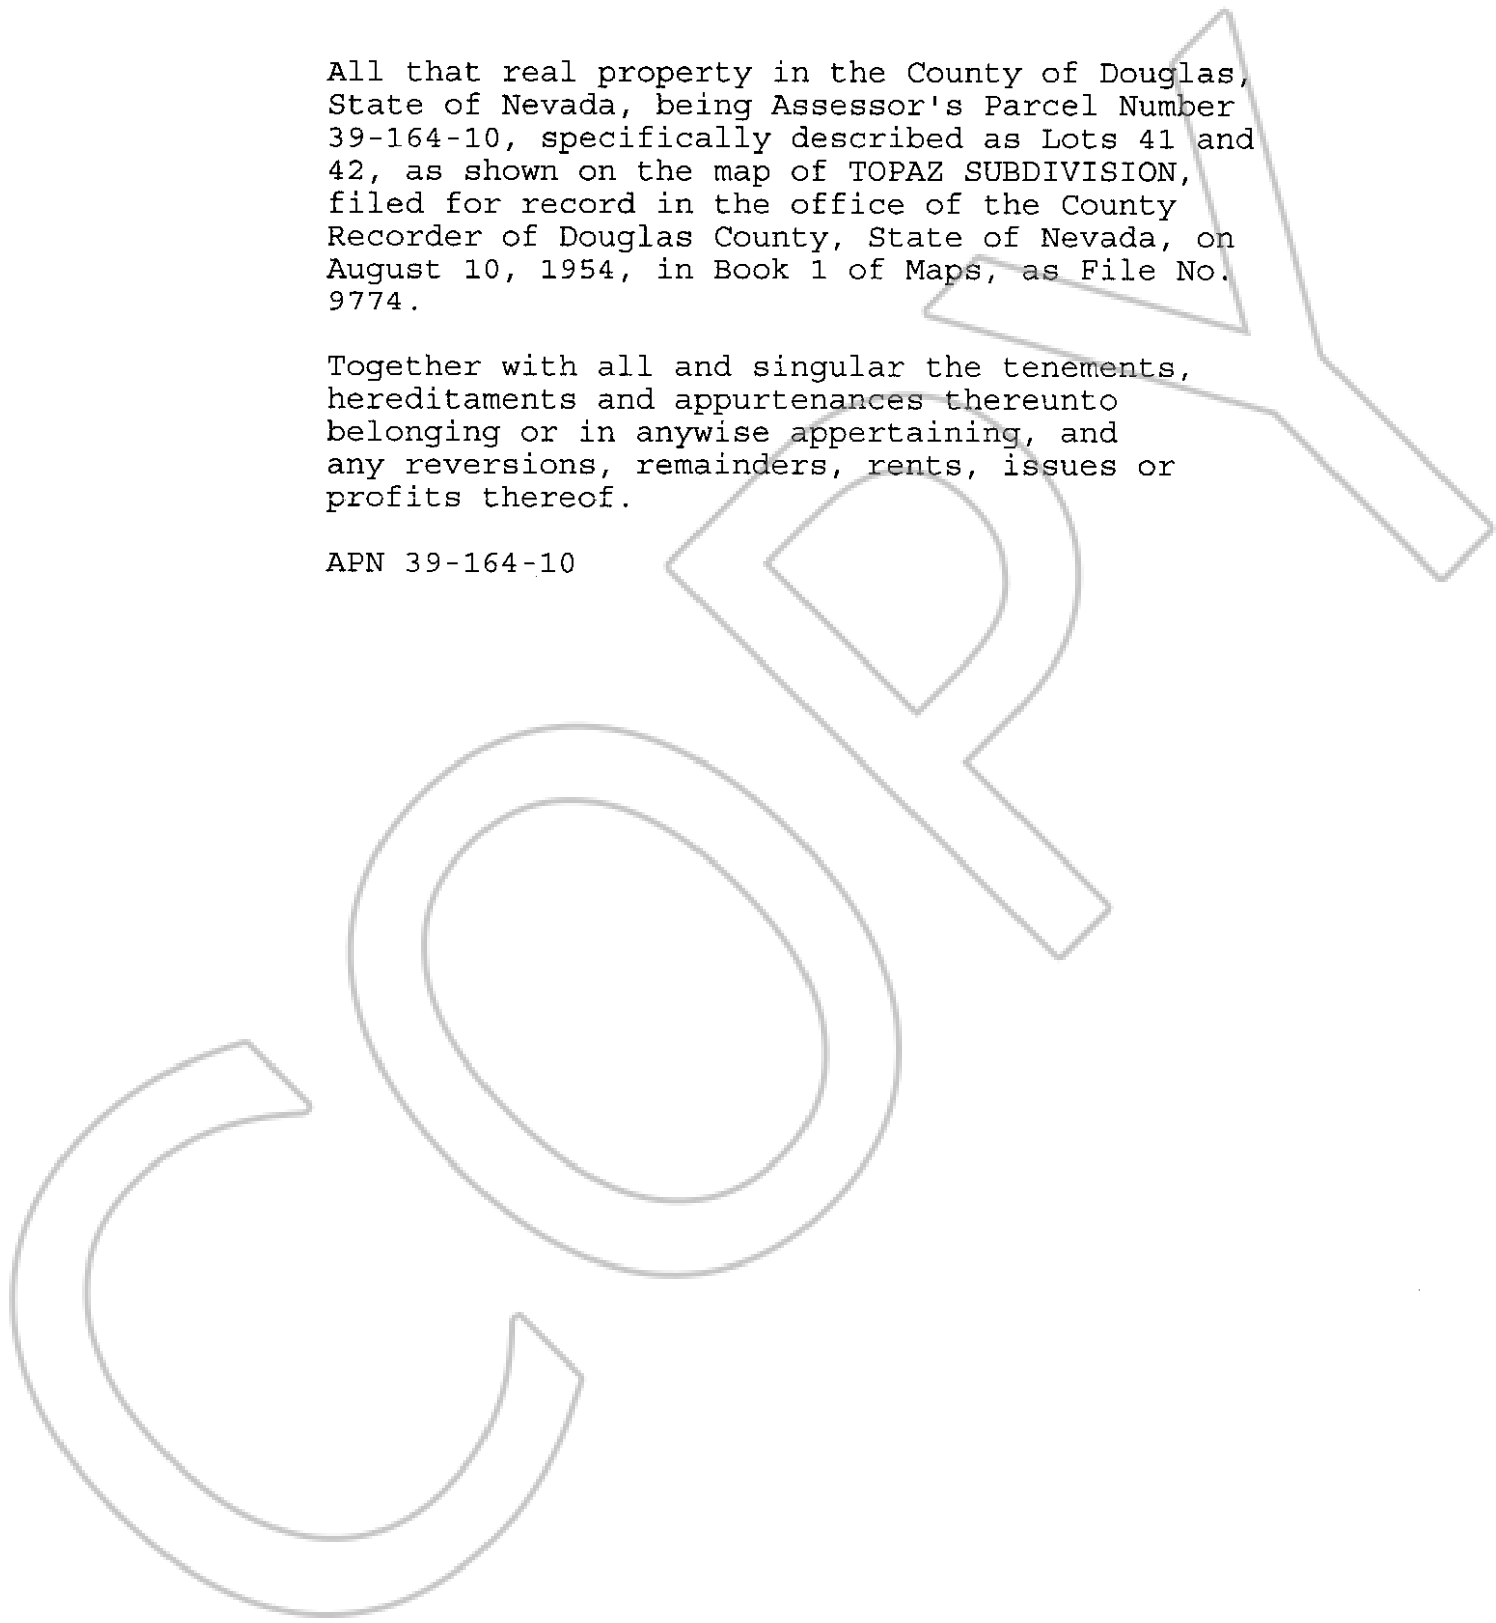 All that real property in the County of Douglas,
State of Nevada, being Assessor's Parcel Number
39-164-10, specifically described as Lots 41 and
42, as shown on the map of TOPAZ SUBDIVISION,
filed for record in the office of the County
Recorder of Douglas County, State of Nevada, on
August 10, 1954, in Book 1 of Maps, as File No.
9774.
Together with all and singular the tenements,
hereditaments and appurtenances thereunto
belonging or in anywise appertaining, and
any reversions, remainders, rents, issues or
profits thereof.
APN 39-164-10
COPY